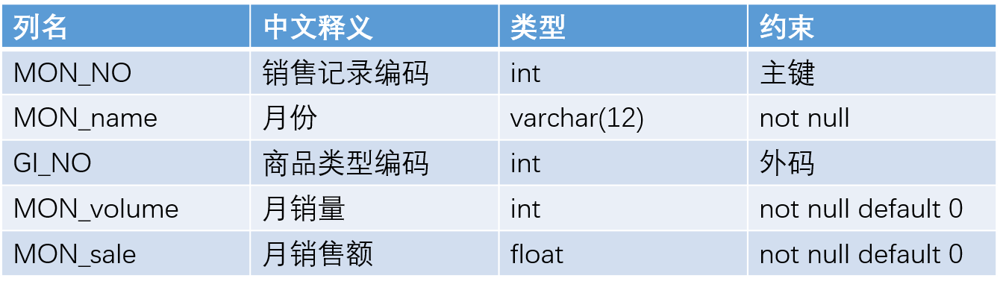 列名 中文释义 类型 约束
MON_NO 销售记录编码 int 主键
MON_name 月份 varchar(12) not null
GI_NO 商品类型编码 int 外码
MON_volume 月销量 int not null default 0
MON_sale 月销售额 float not null default 0